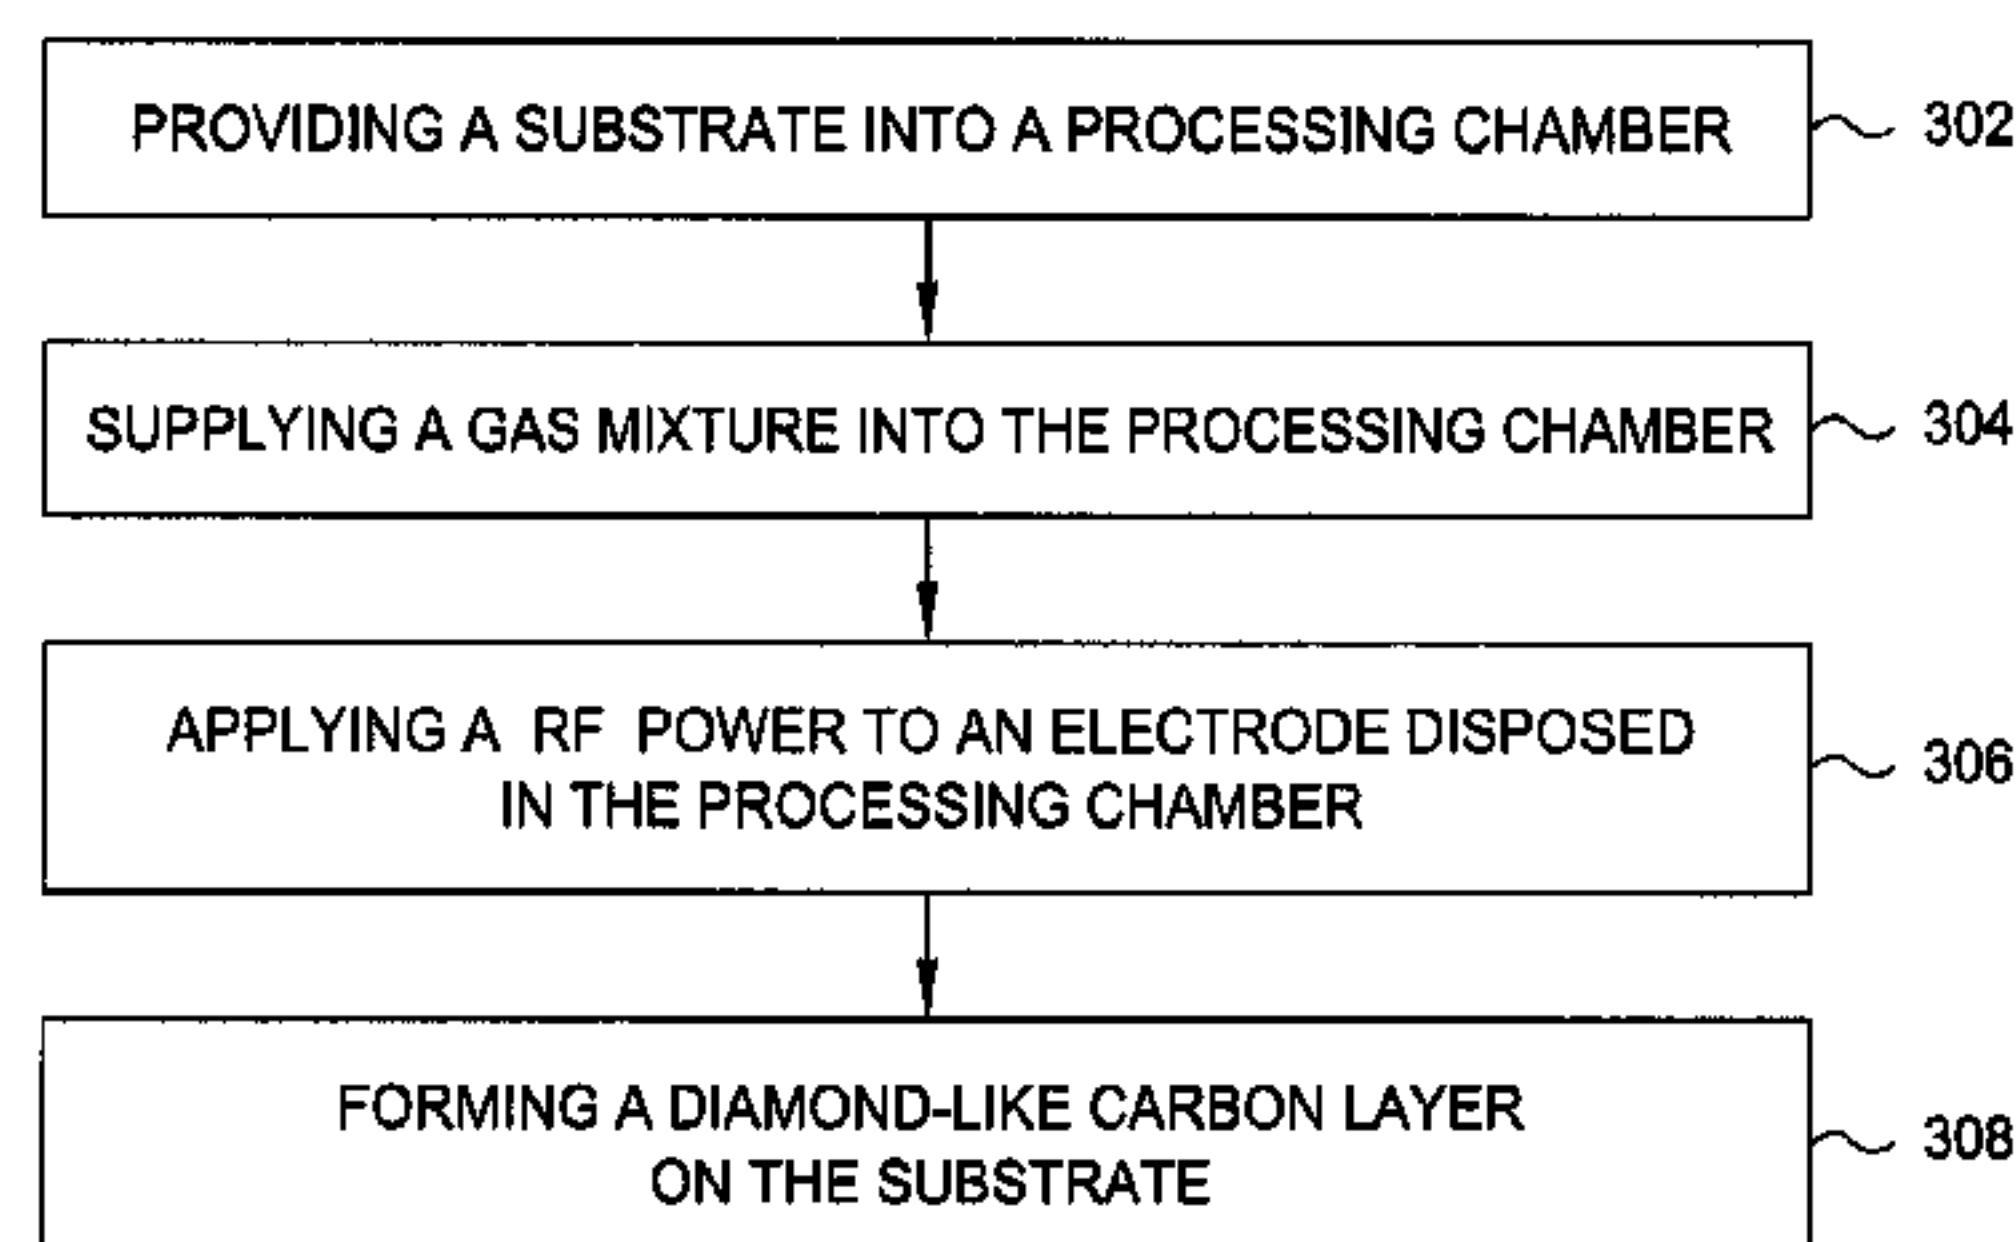 PROVIDING A SUBSTRATE INTO A PROCESSING CHAMBER
302
SUPPLYING A GAS MIXTURE INTO THE PROCESSING CHAMBER
304
APPLYING A RF POWER TO AN ELECTRODE DISPOSED
IN THE PROCESSING CHAMBER
306
FORMING A DIAMOND-LIKE CARBON LAYER
ON THE SUBSTRATE
308